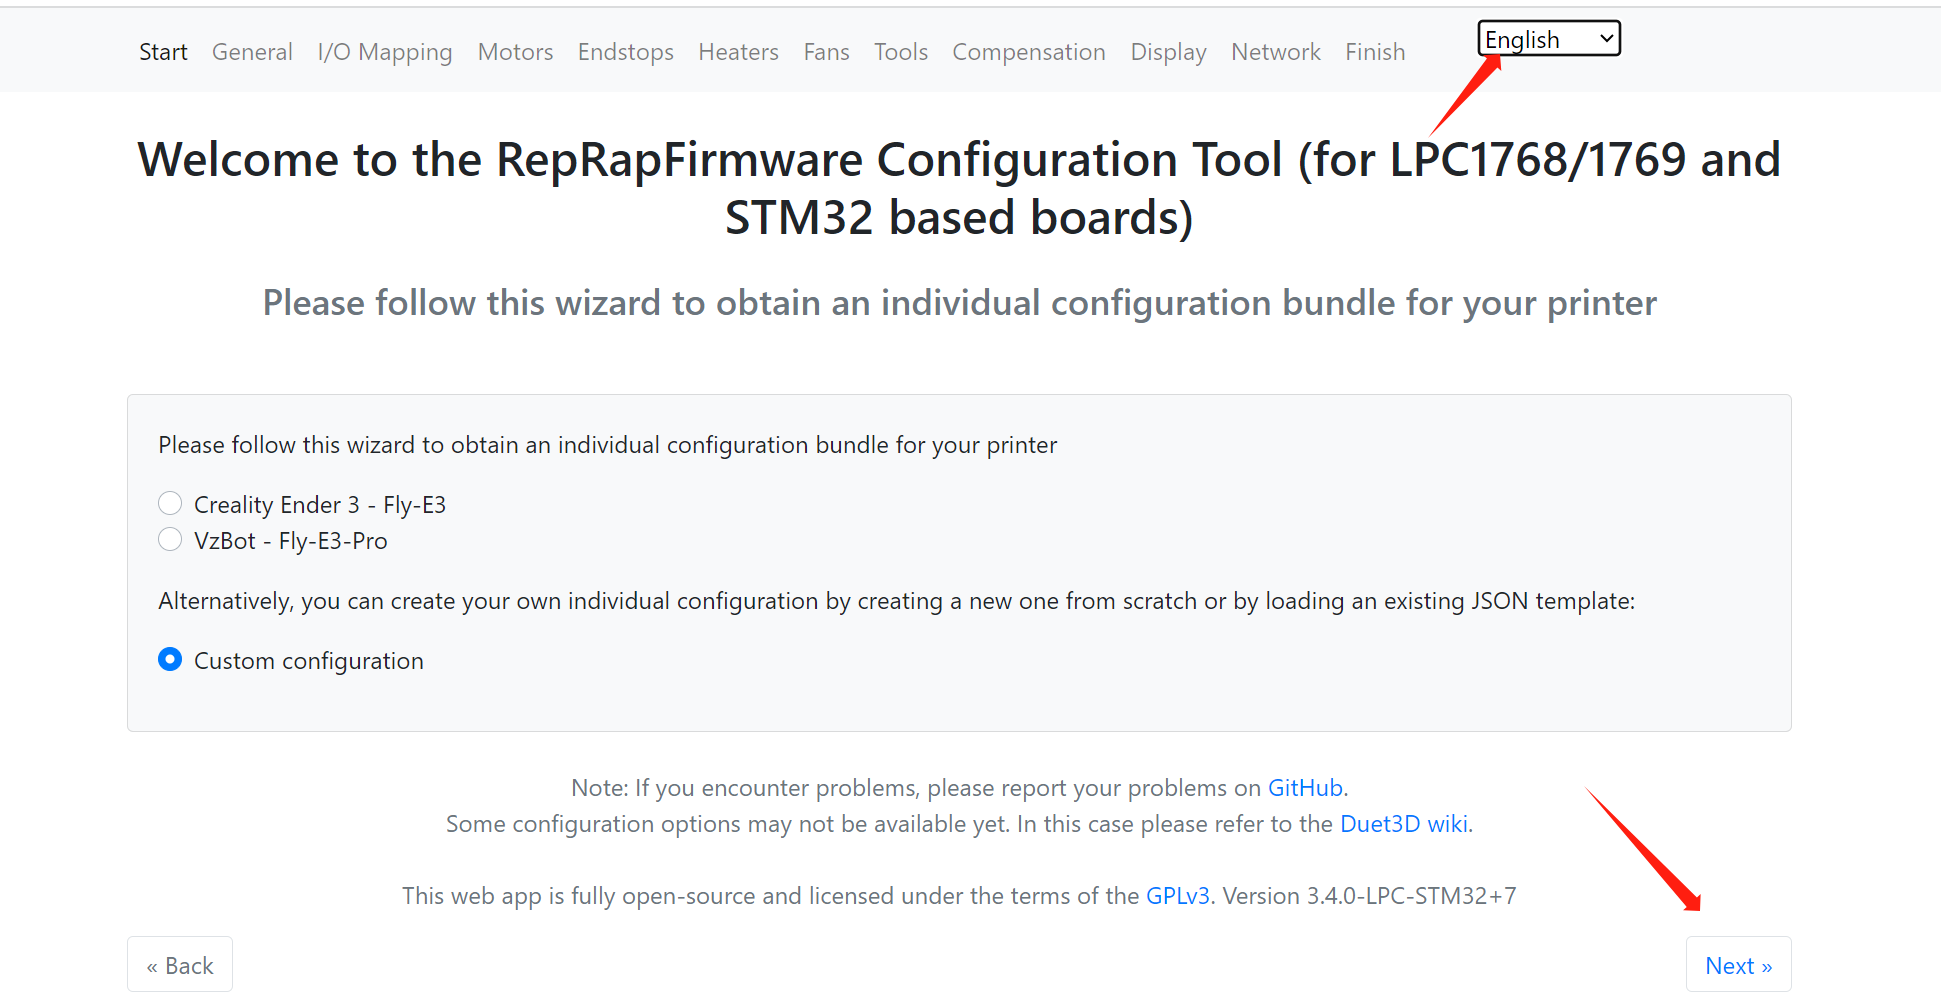 Start General I/O Mapping Motors Endstops Heaters Fans Tools Compensation Display Network Finish English
Welcome to the RepRapFirmware Configuration Tool (for LPC1768/1769 and
STM32 based boards)
Please follow this wizard to obtain an individual configuration bundle for your printer
Please follow this wizard to obtain an individual configuration bundle for your printer
Creality Ender 3 - Fly-E3
VzBot - Fly-E3-Pro
Alternatively, you can create your own individual configuration by creating a new one from scratch or by loading an existing JSON template:
Custom configuration
Note: If you encounter problems, please report your problems on GitHub.
Some configuration options may not be available yet. In this case please refer to the Duet3D wiki.
This web app is fully open-source and licensed under the terms of the GPLv3. Version 3.4.0-LPC-STM32+7
« Back Next »